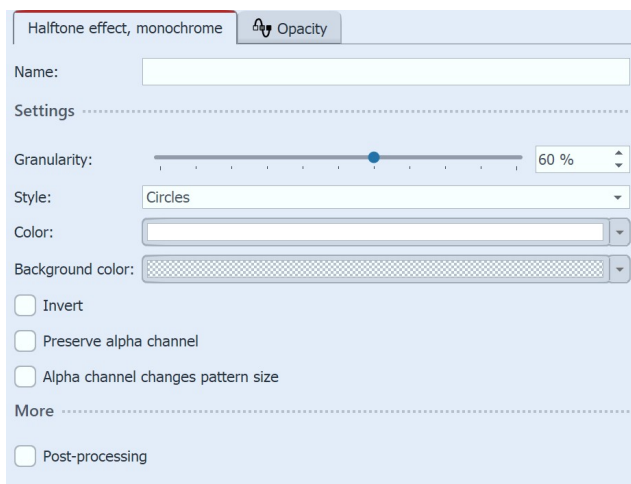 Halftone effect, monochrome Opacity
Name:
Settings
Granularity: 60 %
Style: Circles
Color:
Background color:
Invert
Preserve alpha channel
Alpha channel changes pattern size
More
Post-processing